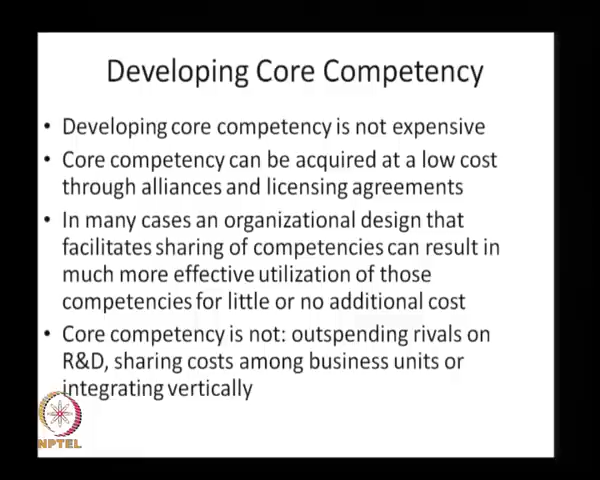 Developing Core Competency
• Developing core competency is not expensive
• Core competency can be acquired at a low cost
through alliances and licensing agreements
• In many cases an organizational design that
facilitates sharing of competencies can result in
much more effective utilization of those
competencies for little or no additional cost
• Core competency is not: outspending rivals on
R&D, sharing costs among business units or
integrating vertically
NPTEL